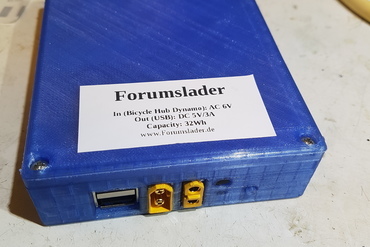 Forumslader
In (Bicycle Hub Dynamo): AC 6V
Out (USB): DC 5V/3A
Capacity: 32Wh
www.Forumslader.de